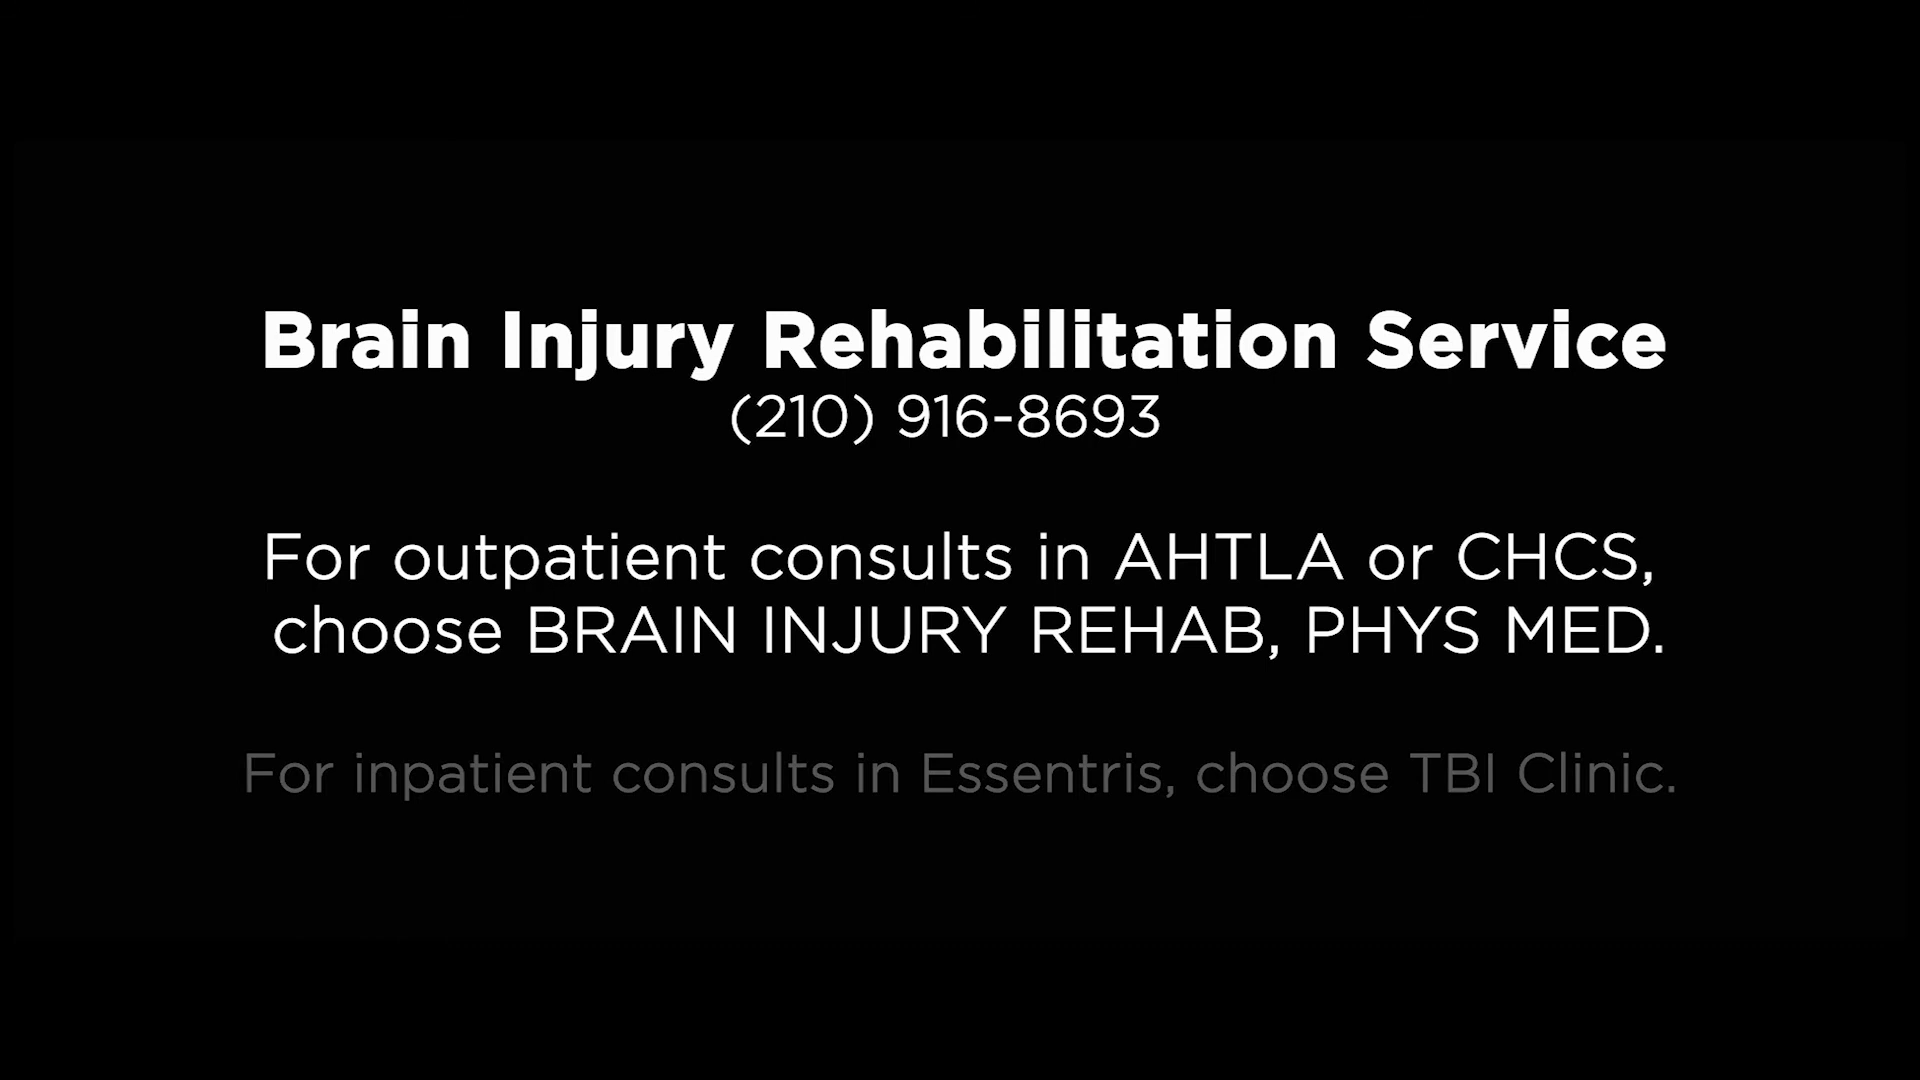 Brain Injury Rehabilitation Service
(210) 916-8693
For outpatient consults in AHTLA or CHCS,
choose BRAIN INJURY REHAB, PHYS MED.
For inpatient consults in Essentris, choose TBI Clinic.